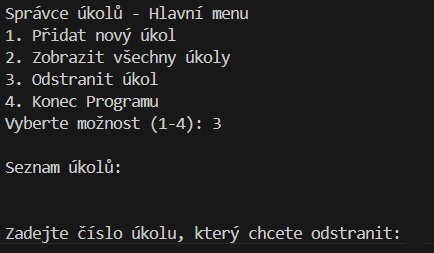 Správce úkolů - Hlavní menu
1. Přidat nový úkol
2. Zobrazit všechny úkoly
3. Odstranit úkol
4. Konec Programu
Vyberte možnost (1-4): 3
Seznam úkolů:
Zadejte číslo úkolu, který chcete odstranit: